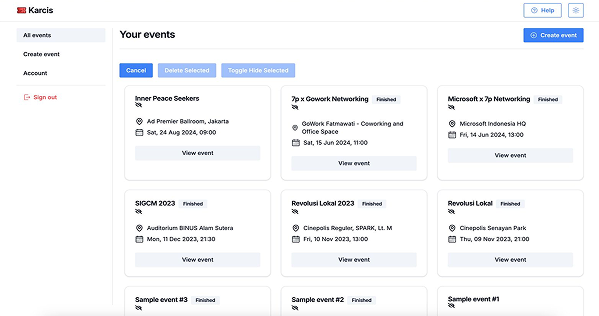 Karcis
Help
All events
Create event
Account
Sign out
Your events
Create event
Cancel
Delete Selected
Toggle Hide Selected
Inner Peace Seekers
Ad Premier Ballroom, Jakarta
Sat, 24 Aug 2024, 09:00
View event
7p x Gowork Networking Finished
GoWork Fatmawati - Coworking and
Office Space
Sat, 15 Jun 2024, 11:00
View event
Microsoft x 7p Networking Finished
Microsoft Indonesia HQ
Fri, 14 Jun 2024, 13:00
View event
SIGCM 2023 Finished
Auditorium BINUS Alam Sutera
Mon, 11 Dec 2023, 21:30
View event
Revolusi Lokal 2023 Finished
Cinepolis Reguler, SPARK, Lt. M
Fri, 10 Nov 2023, 13:00
View event
Revolusi Lokal Finished
Cinepolis Senayan Park
Thu, 09 Nov 2023, 21:00
View event
Sample event #3 Finished
Sample event #2 Finished
Sample event #1